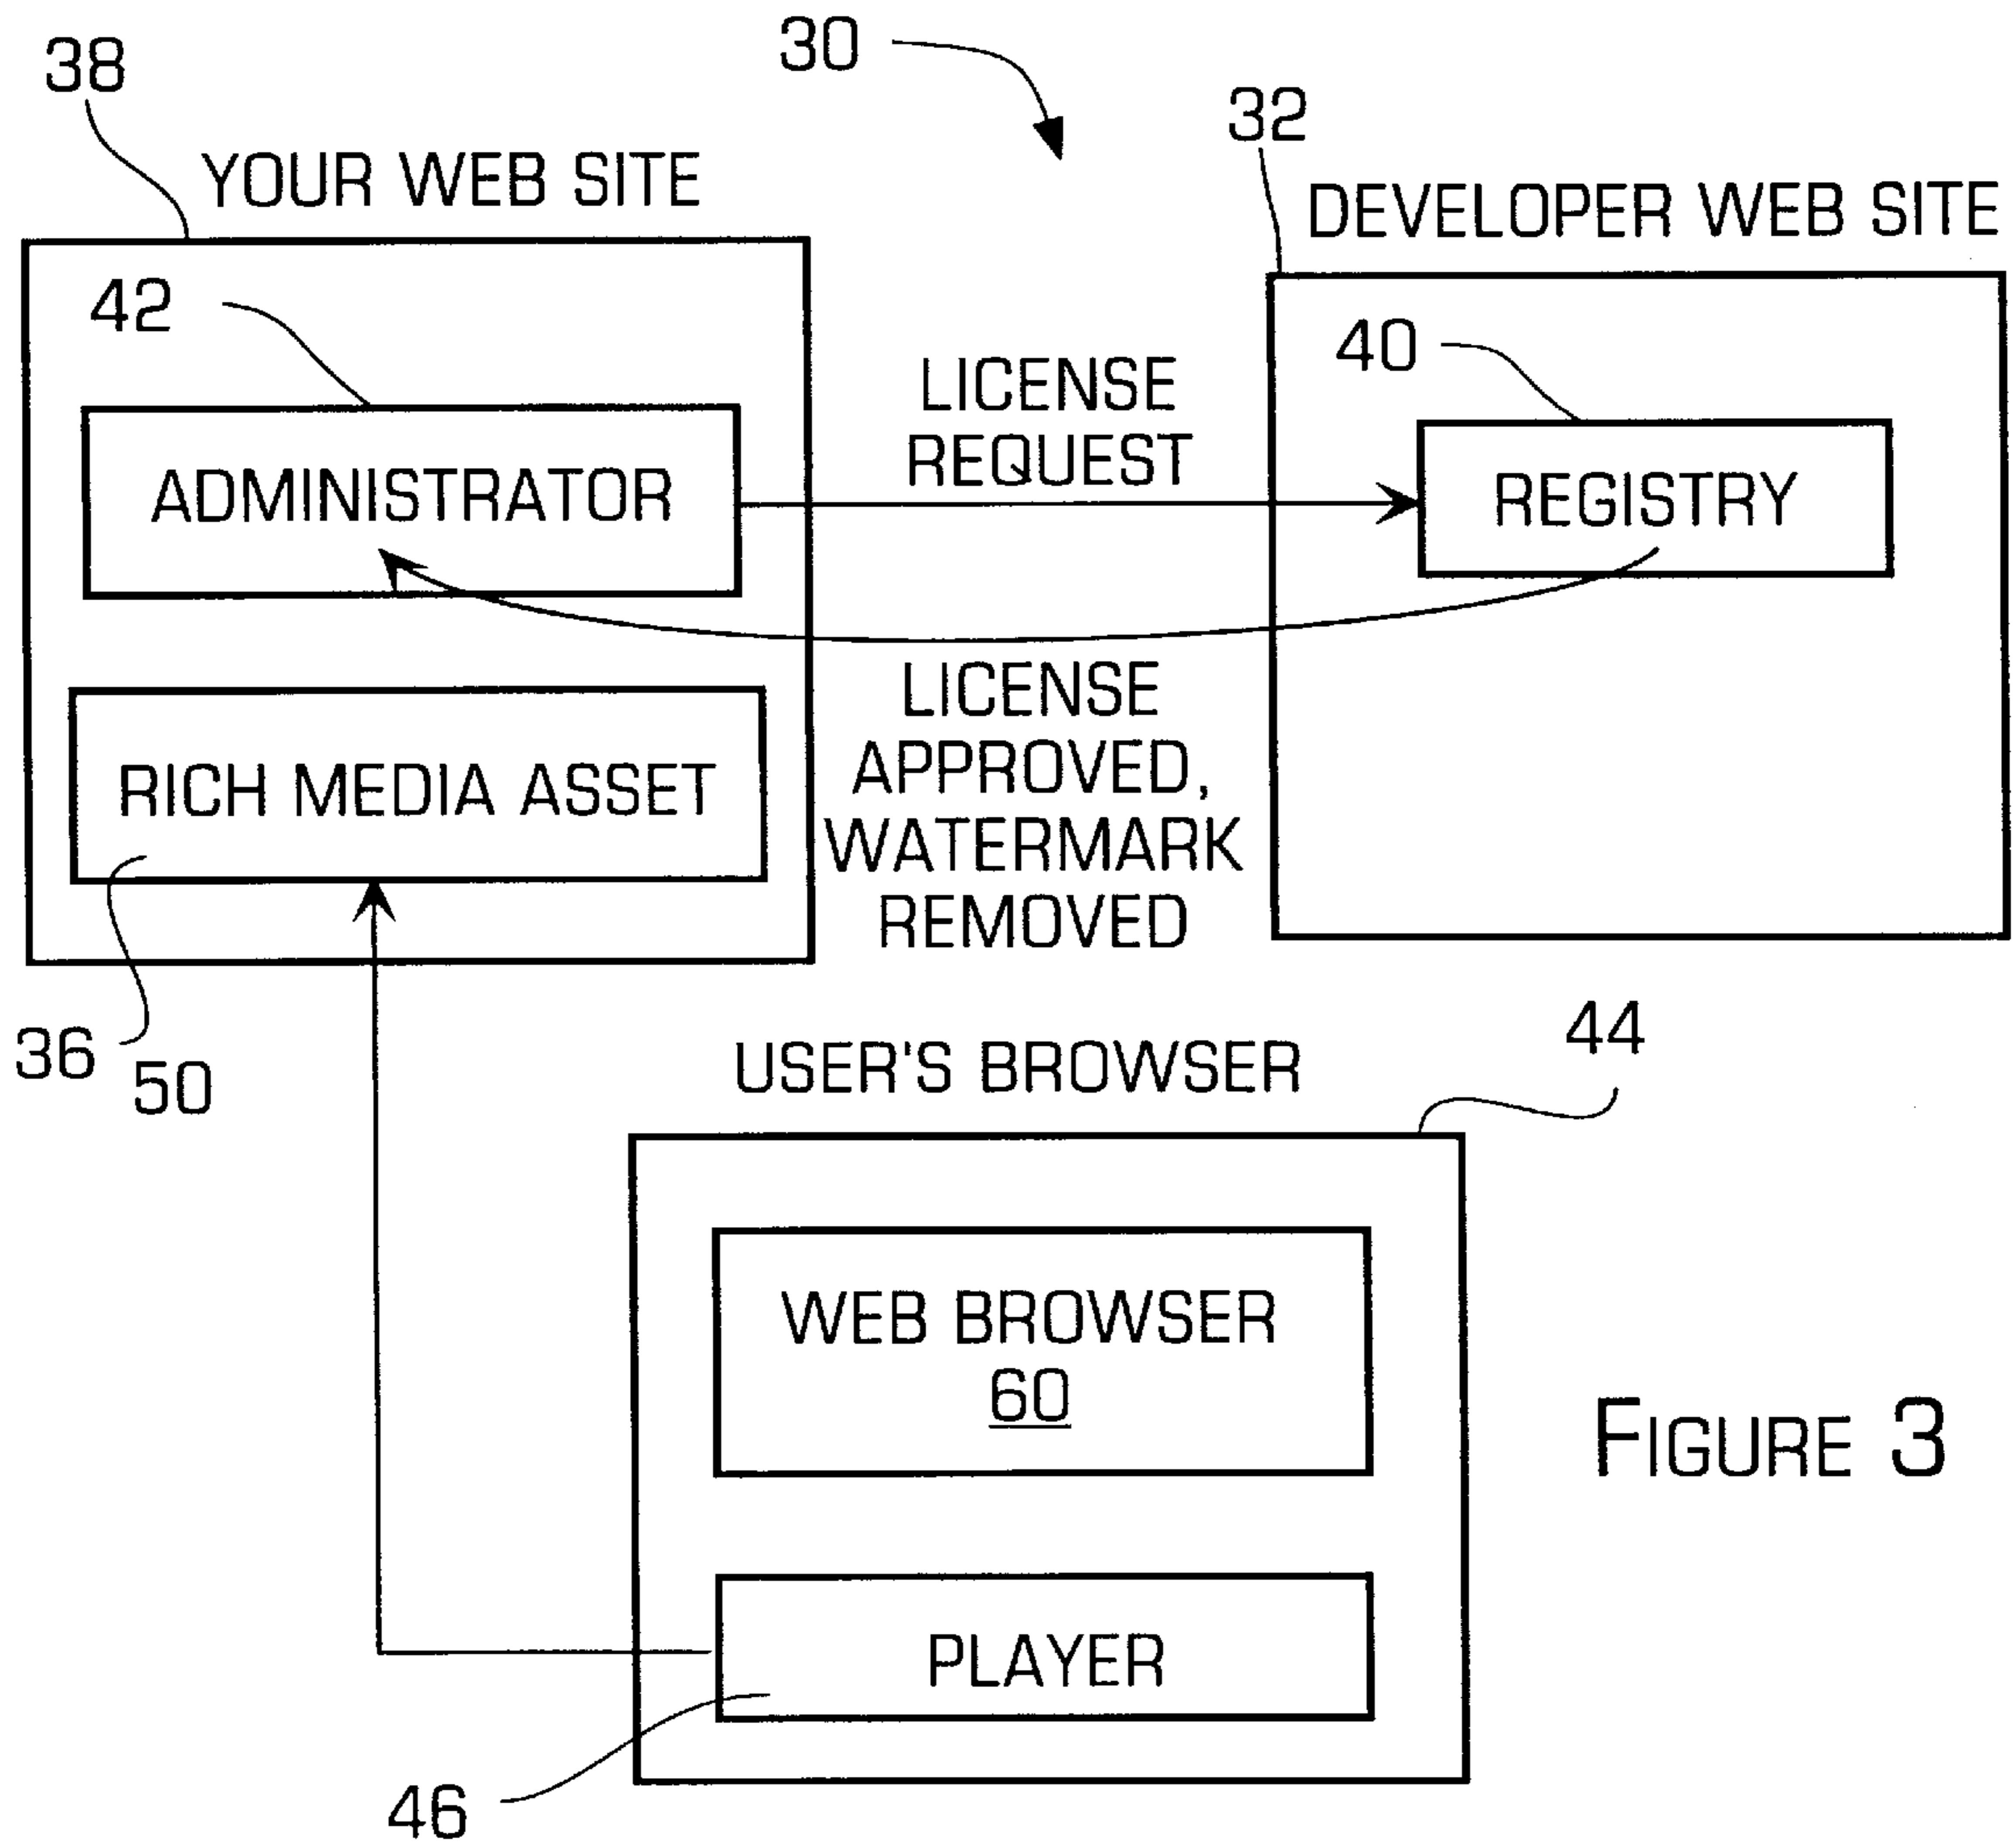 30
38
32
YOUR WEB SITE
DEVELOPER WEB SITE
42
40
LICENSE
REQUEST
ADMINISTRATOR
REGISTRY
LICENSE
APPROVED,
WATERMARK
REMOVED
RICH MEDIA ASSET
36
50
44
USER'S BROWSER
WEB BROWSER
60
FIGURE 3
PLAYER
46